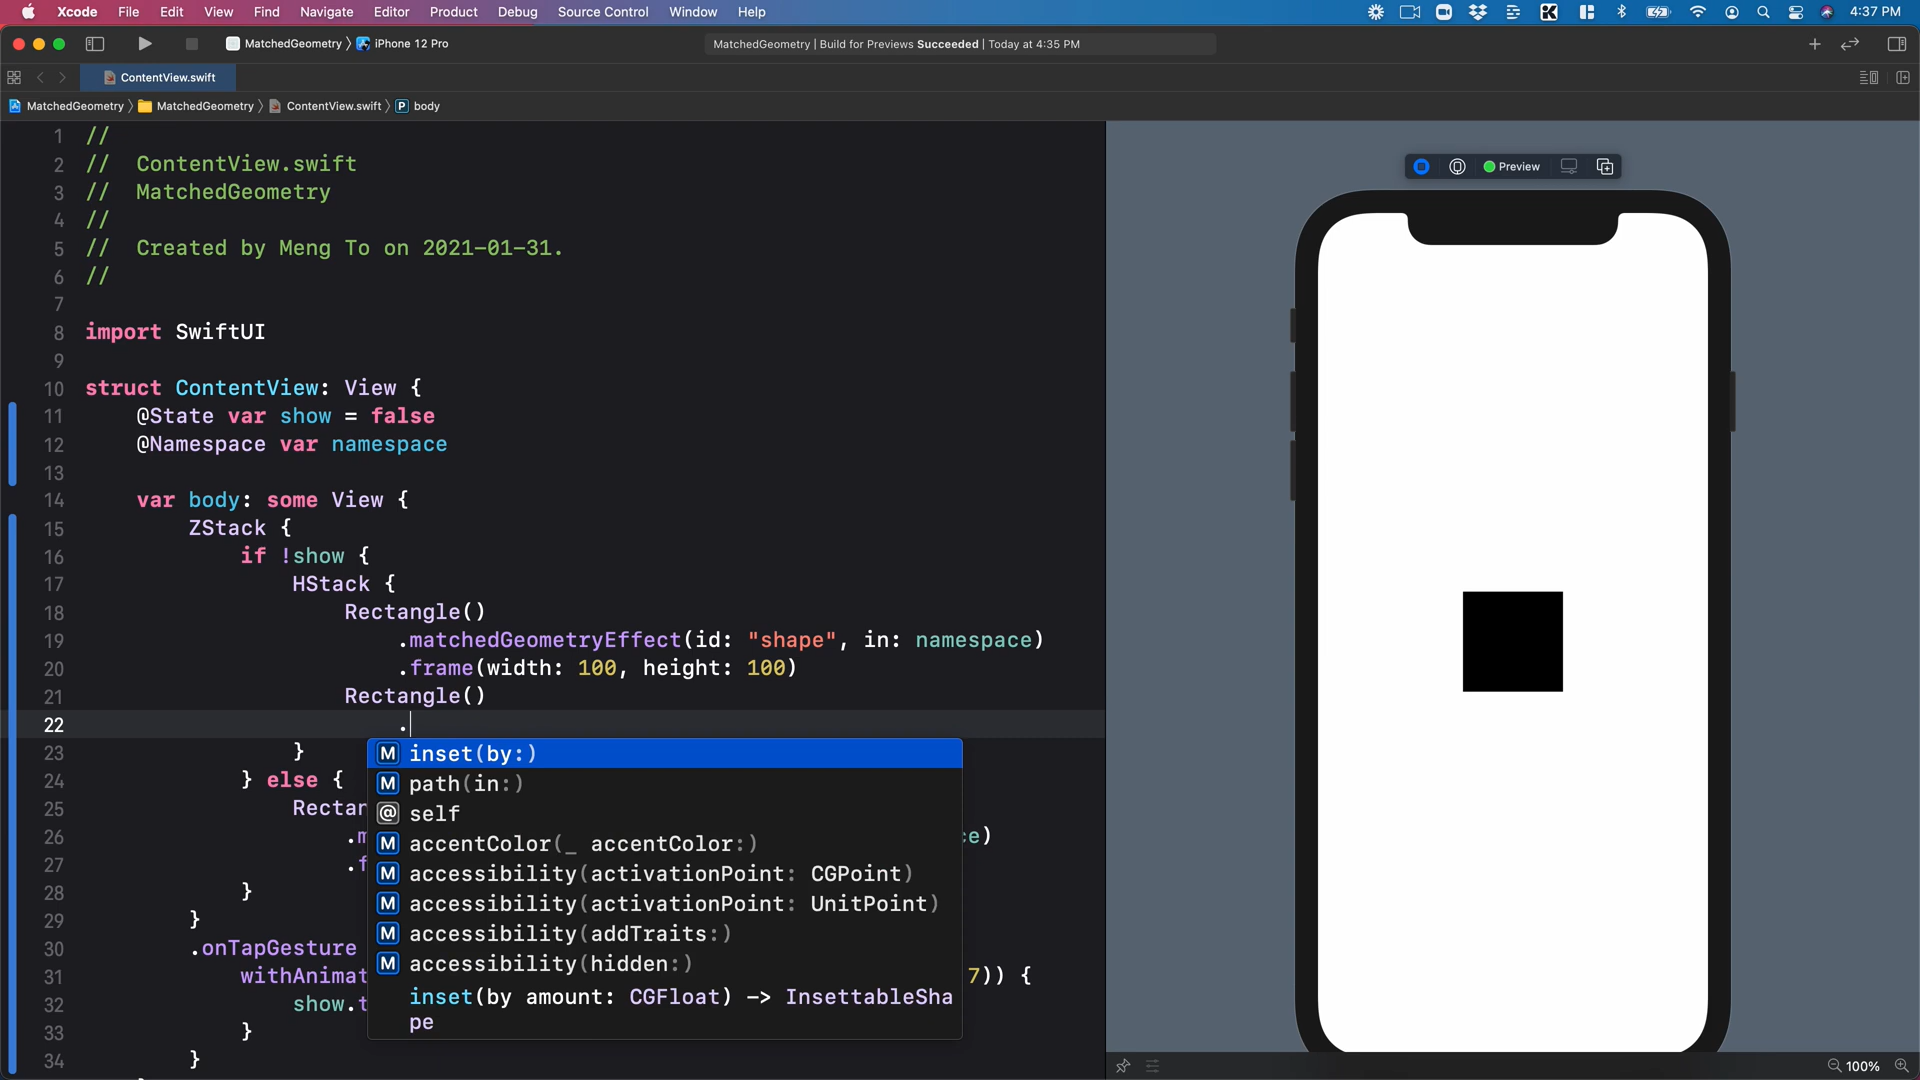 Xcode File Edit View Find Navigate Editor Product Debug Source Control Window Help 4:37 PM
MatchedGeometry 〉 iPhone 12 Pro
MatchedGeometry | Build for Previews Succeeded | Today at 4:35 PM
ContentView.swift
MatchedGeometry 〉 MatchedGeometry 〉 ContentView.swift 〉 P body
1 //
2 //  ContentView.swift
3 //  MatchedGeometry
4 //
5 //  Created by Meng To on 2021-01-31.
6 //
7
8 import SwiftUI
9
10 struct ContentView: View {
11     @State var show = false
12     @Namespace var namespace
13
14     var body: some View {
15         ZStack {
16             if !show {
17                 HStack {
18                     Rectangle()
19                         .matchedGeometryEffect(id: "shape", in: namespace)
20                         .frame(width: 100, height: 100)
21                     Rectangle()
22                         .
23                 }
24             } else {
25                 Rectan
26                     .m e)
27                     .f
28             }
29         }
30         .onTapGesture
31             withAnimat 7)) {
32                 show.t
33             }
34         }
M inset(by:)
M path(in:)
@ self
M accentColor(_ accentColor:)
M accessibility(activationPoint: CGPoint)
M accessibility(activationPoint: UnitPoint)
M accessibility(addTraits:)
M accessibility(hidden:)
inset(by amount: CGFloat) -> InsettableSha
pe
Preview
100%